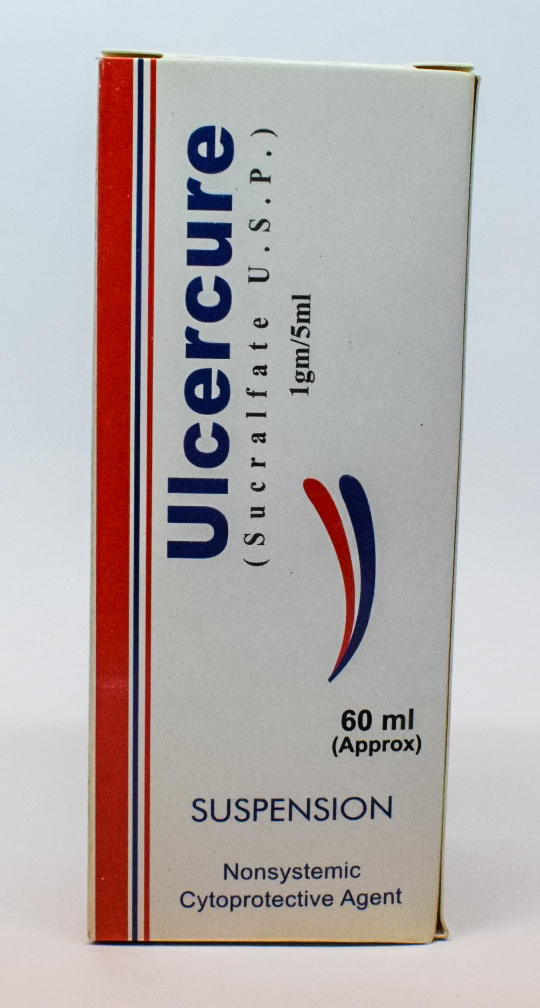 Ulcercure
(Sucralfate U.S.P.)
1gm/5ml
60 ml
(Approx)
SUSPENSION
Nonsystemic
Cytoprotective Agent